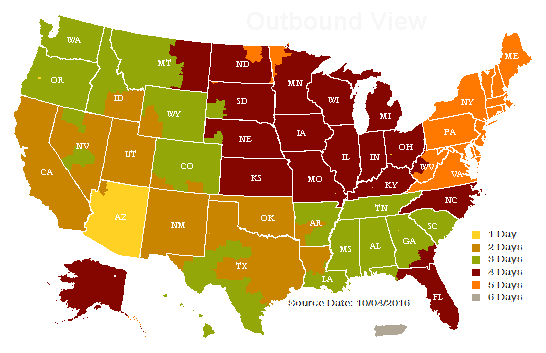 Outbound View
WA
MT
ND
ME
OR
MN
ID
SD
WI
NY
WY
MI
IA
PA
NE
NV
OH
UT
IL
IN
CO
WV
CA
KS
MO
VA
KY
NC
TN
AZ
OK
NM
AR
SC
MS
AL
GA
TX
LA
FL
1 Day
2 Days
3 Days
4 Days
5 Days
6 Days
Source Date: 10/04/2016